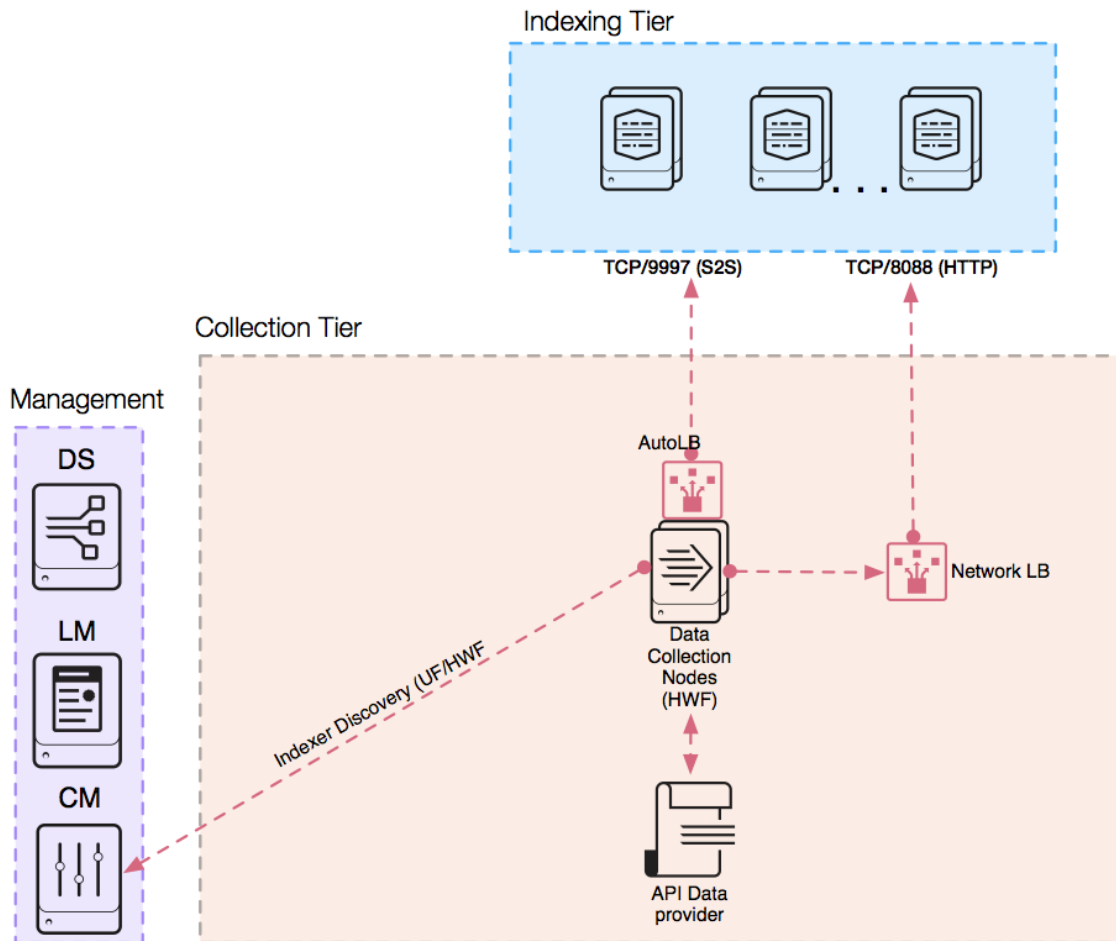 Indexing Tier
. . .
TCP/9997 (S2S)
TCP/8088 (HTTP)
Collection Tier
Management
DS
LM
CM
AutoLB
Network LB
Data
Collection
Nodes
(HWF)
Indexer Discovery (UF/HWF
API Data
provider